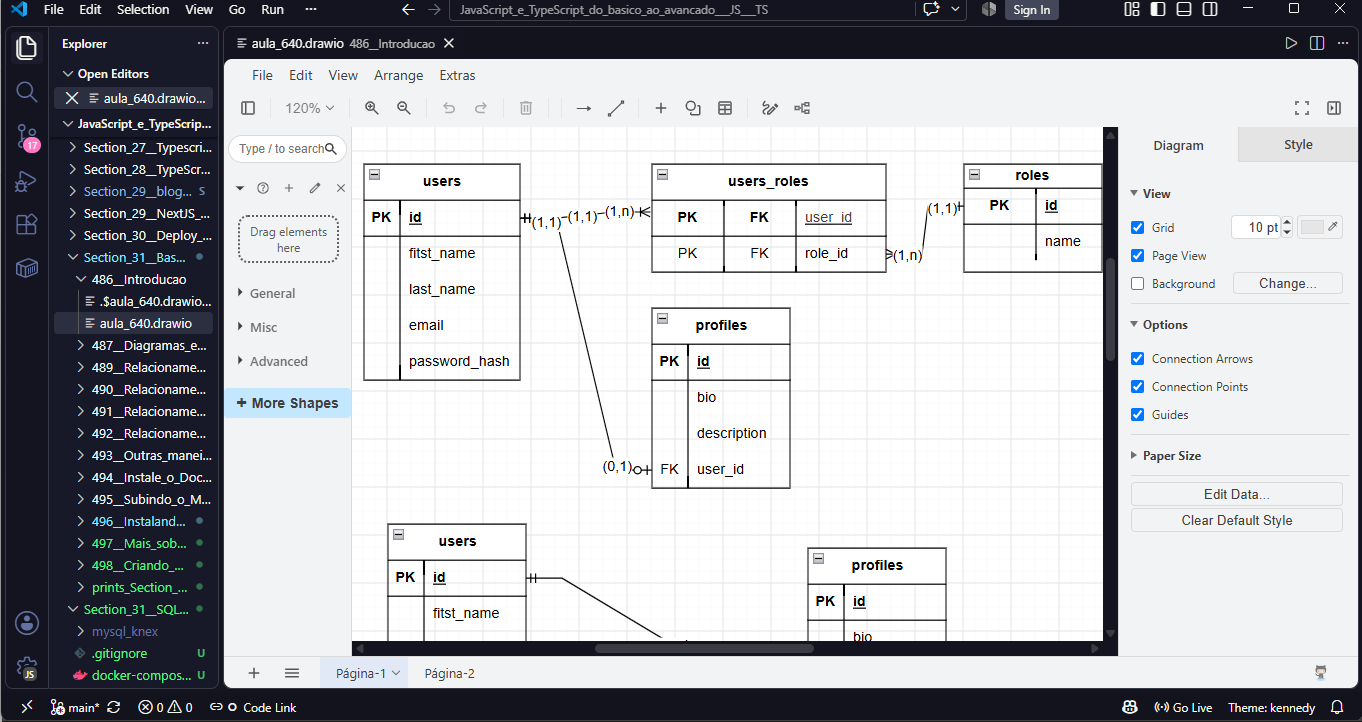 File Edit Selection View Go Run ···
JavaScript_e_TypeScript_do_basico_ao_avancado___JS___TS
Sign In
Explorer
aula_640.drawio 486__Introducao
Open Editors
aula_640.drawio...
JavaScript_e_TypeScrip...
Section_27__Typescri...
Section_28__TypeScr...
Section_29__blog... S
Section_29__NextJS_...
Section_30__Deploy_...
Section_31__Bas...
486__Introducao
.$aula_640.drawio...
aula_640.drawio
487__Diagramas_e...
489__Relacioname...
490__Relacioname...
491__Relacioname...
492__Relacioname...
493__Outras_manei...
494__Instale_o_Doc...
495__Subindo_o_M...
496__Instaland...
497__Mais_sob...
498__Criando_...
prints_Section_...
Section_31__SQL...
mysql_knex
.gitignore U
docker-compos... U
17
JS
File Edit View Arrange Extras
120%
Type / to search
Drag elements
here
General
Misc
Advanced
+ More Shapes
users
PK id
fitst_name
last_name
email
password_hash
(1,1) (1,1) (1,n)
users_roles
PK FK user_id
PK FK role_id
(1,1)
(1,n)
roles
PK id
name
profiles
PK id
bio
description
FK user_id
(0,1)
users
PK id
fitst_name
profiles
PK id
bio
Página-1
Página-2
Diagram
Style
View
Grid
10 pt
Page View
Background
Change...
Options
Connection Arrows
Connection Points
Guides
Paper Size
Edit Data...
Clear Default Style
main* 0 0 Code Link
Go Live Theme: kennedy